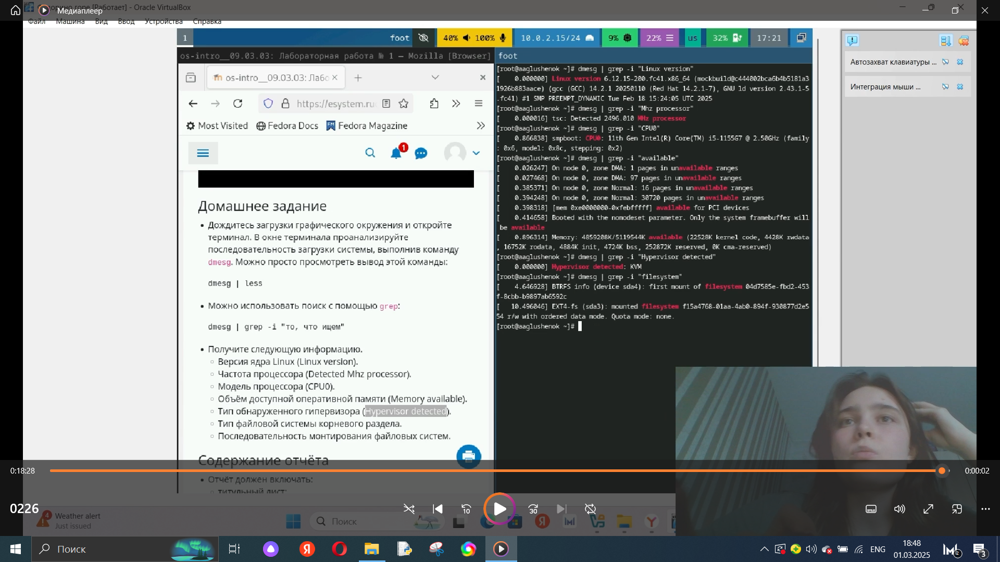 [Работает] - Oracle VirtualBox
Медиаплеер
Файл Машина Вид Ввод Устройства Справка
1
foot
40% 100%
10.0.2.15/24
9%
22%
us
32%
17:21
os-intro__09.03.03: Лабораторная работа № 1 — Mozilla [Browser]
foot
os-intro__09.03.03: Лабо
https://esystem.ru
Most Visited
Fedora Docs
Fedora Magazine
1
Домашнее задание
• Дождитесь загрузки графического окружения и откройте
терминал. В окне терминала проанализируйте
последовательность загрузки системы, выполнив команду
dmesg. Можно просто просмотреть вывод этой команды:
dmesg | less
• Можно использовать поиск с помощью grep:
dmesg | grep -i "то, что ищем"
• Получите следующую информацию.
◦ Версия ядра Linux (Linux version).
◦ Частота процессора (Detected Mhz processor).
◦ Модель процессора (CPU0).
◦ Объём доступной оперативной памяти (Memory available).
◦ Тип обнаруженного гипервизора (Hypervisor detected).
◦ Тип файловой системы корневого раздела.
◦ Последовательность монтирования файловых систем.
Содержание отчёта
• Отчёт должен включать:
◦ титульный лист;
[root@aaglushenok ~]# dmesg | grep -i "Linux version"
[    0.000000] Linux version 6.12.15-200.fc41.x86_64 (mockbuild@c444002bca6b4b5181a3
1926b883aace) (gcc (GCC) 14.2.1 20250110 (Red Hat 14.2.1-7), GNU ld version 2.43.1-5
.fc41) #1 SMP PREEMPT_DYNAMIC Tue Feb 18 15:24:05 UTC 2025
[root@aaglushenok ~]# dmesg | grep -i "Mhz processor"
[    0.000016] tsc: Detected 2496.010 MHz processor
[root@aaglushenok ~]# dmesg | grep -i "CPU0"
[    0.866838] smpboot: CPU0: 11th Gen Intel(R) Core(TM) i5-1155G7 @ 2.50GHz (family
: 0x6, model: 0x8c, stepping: 0x2)
[root@aaglushenok ~]# dmesg | grep -i "available"
[    0.026247] On node 0, zone DMA: 1 pages in unavailable ranges
[    0.027468] On node 0, zone DMA: 97 pages in unavailable ranges
[    0.385371] On node 0, zone Normal: 16 pages in unavailable ranges
[    0.394248] On node 0, zone Normal: 30720 pages in unavailable ranges
[    0.398318] [mem 0xe0000000-0xfebfffff] available for PCI devices
[    0.414658] Booted with the nomodeset parameter. Only the system framebuffer will
be available
[    0.896314] Memory: 4859208K/5119544K available (22528K kernel code, 4428K rwdata
, 16752K rodata, 4884K init, 4724K bss, 252872K reserved, 0K cma-reserved)
[root@aaglushenok ~]# dmesg | grep -i "Hypervisor detected"
[    0.000000] Hypervisor detected: KVM
[root@aaglushenok ~]# dmesg | grep -i "filesystem"
[    4.646928] BTRFS info (device sda4): first mount of filesystem 04d7585e-fbd2-453
f-8cbb-b9897ab6592c
[   10.496046] EXT4-fs (sda3): mounted filesystem f15a4768-01aa-4ab0-894f-930877d2e5
54 r/w with ordered data mode. Quota mode: none.
[root@aaglushenok ~]#
Автозахват клавиатуры ...
Интеграция мыши ...
0:18:28
0:00:02
0226
10
30
4
Weather alert
Just issued
Поиск
Поиск
ENG
18:48
01.03.2025
2
3